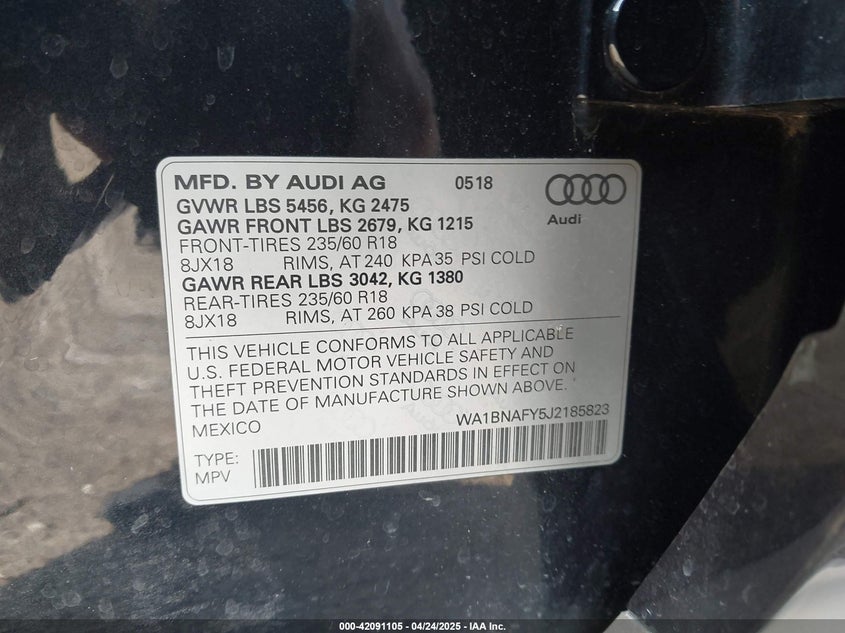 MFD. BY AUDI AG 0518
GVWR LBS 5456, KG 2475
GAWR FRONT LBS 2679, KG 1215
FRONT-TIRES 235/60 R18
8JX18 RIMS, AT 240 KPA 35 PSI COLD
GAWR REAR LBS 3042, KG 1380
REAR-TIRES 235/60 R18
8JX18 RIMS, AT 260 KPA 38 PSI COLD
Audi
THIS VEHICLE CONFORMS TO ALL APPLICABLE
U.S. FEDERAL MOTOR VEHICLE SAFETY AND
THEFT PREVENTION STANDARDS IN EFFECT ON
THE DATE OF MANUFACTURE SHOWN ABOVE.
MEXICO WA1BNAFY5J2185823
TYPE:
MPV
000-42091105 - 04/24/2025 - IAA Inc.